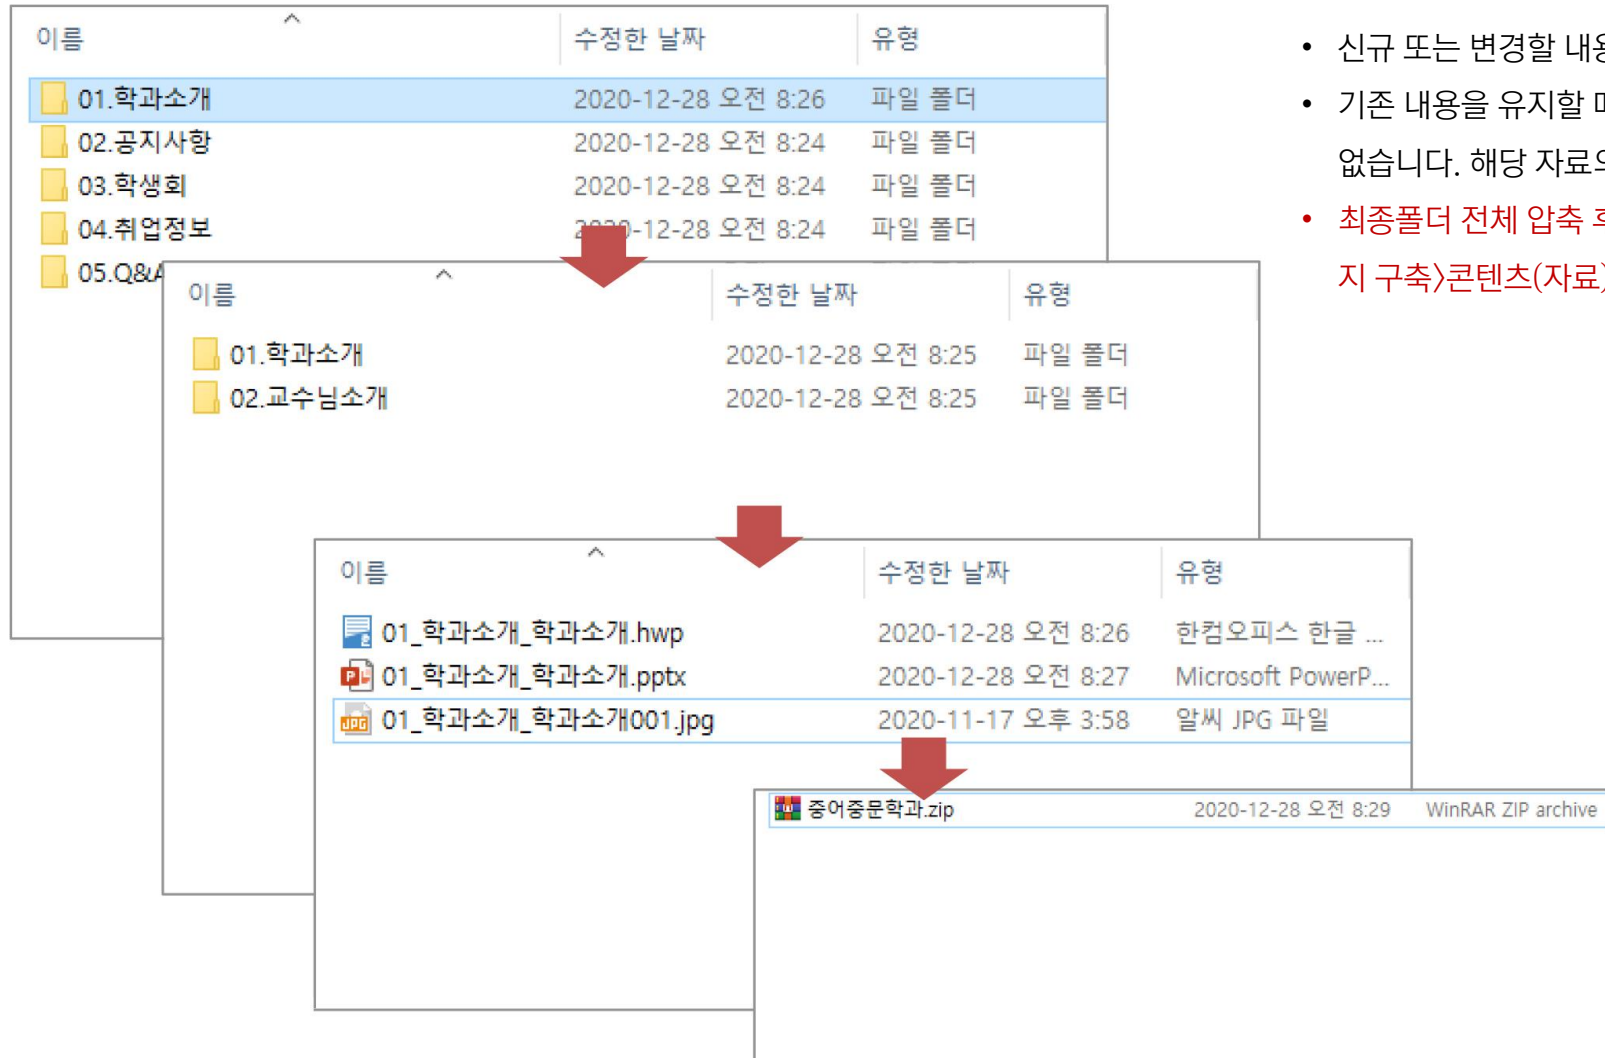 이름 수정한 날짜 유형
01.학과소개 2020-12-28 오전 8:26 파일 폴더
02.공지사항 2020-12-28 오전 8:24 파일 폴더
03.학생회 2020-12-28 오전 8:24 파일 폴더
04.취업정보 2020-12-28 오전 8:24 파일 폴더
05.Q&A
이름 수정한 날짜 유형
01.학과소개 2020-12-28 오전 8:25 파일 폴더
02.교수님소개 2020-12-28 오전 8:25 파일 폴더
이름 수정한 날짜 유형
01_학과소개_학과소개.hwp 2020-12-28 오전 8:26 한컴오피스 한글 ...
01_학과소개_학과소개.pptx 2020-12-28 오전 8:27 Microsoft PowerP...
01_학과소개_학과소개001.jpg 2020-11-17 오후 3:58 알씨 JPG 파일
중어중문학과.zip 2020-12-28 오전 8:29 WinRAR ZIP archive
• 신규 또는 변경할
• 기존 내용을 유지할
없습니다. 해당
• 최종폴더 전체 압축
지 구축〉콘텐츠(자료)